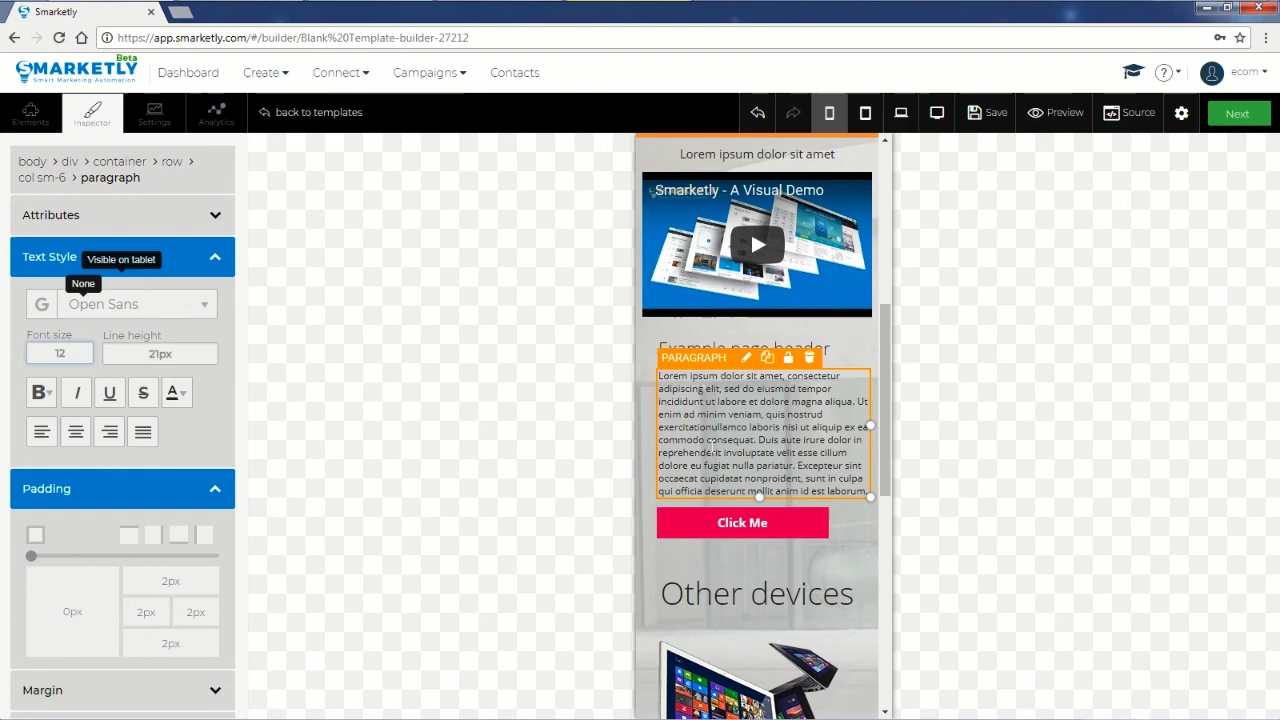 Smarketly
https://app.smarketly.com/#/builder/Blank%20Template-builder-27212
SMARKETLY Beta
Smart Marketing Automation
Dashboard Create Connect Campaigns Contacts
? ecom
Elements Inspector Settings Analytics
back to templates
Save Preview Source Next
body div container row
col sm-6 paragraph
Attributes
Text Style Visible on tablet
None
G Open Sans
Font size Line height
12 21px
B I U S A
Padding
2px
0px 2px 2px
2px
Margin
Lorem ipsum dolor sit amet
Smarketly - A Visual Demo
Example page header
PARAGRAPH
Lorem ipsum dolor sit amet, consectetur
adipiscing elit, sed do eiusmod tempor
incididunt ut labore et dolore magna aliqua. Ut
enim ad minim veniam, quis nostrud
exercitationullamco laboris nisi ut aliquip ex ea
commodo consequat. Duis aute irure dolor in
reprehenderit involuptate velit esse cillum
dolore eu fugiat nulla pariatur. Excepteur sint
occaecat cupidatat nonproident, sunt in culpa
qui officia deserunt mollit anim id est laborum.
Click Me
Other devices